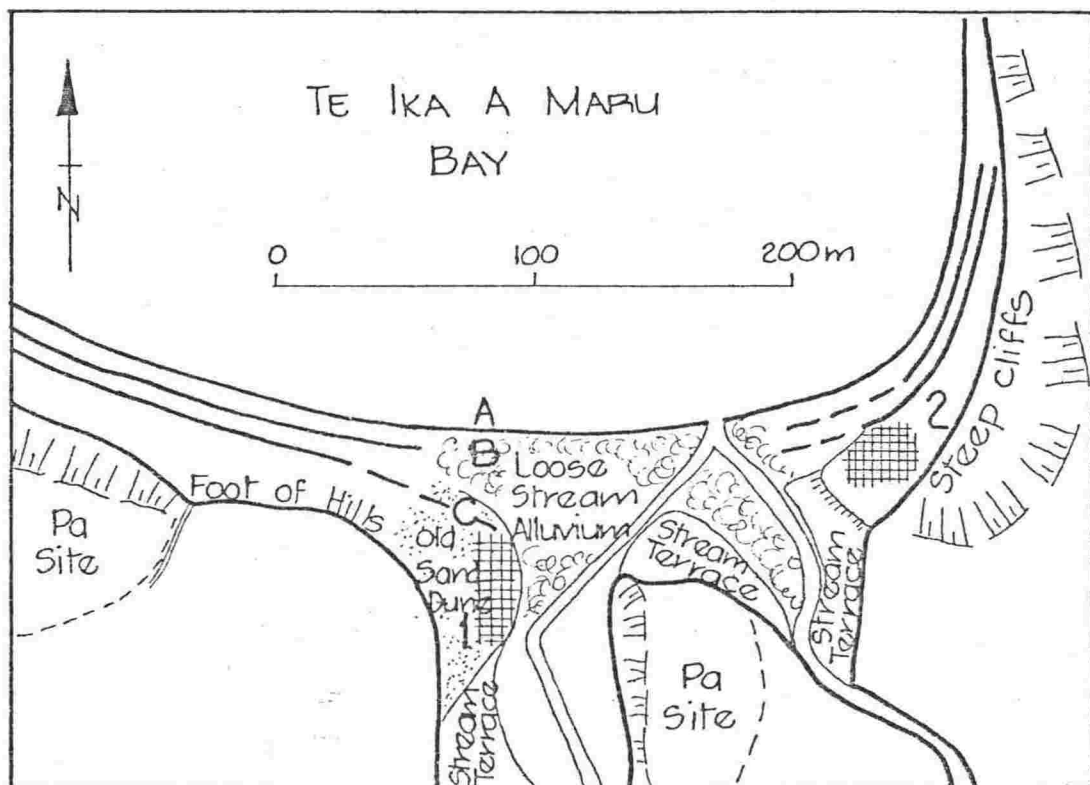 TE IKA A MARU
BAY
N
0 100 200m
A
B
C
Loose
Stream
Alluvium
Foot of Hills
Pa
Site
Old
Sand
Dune
1
2
Steep Cliffs
Stream
Terrace
Stream
Terrace
Stream
Terrace
Pa
Site